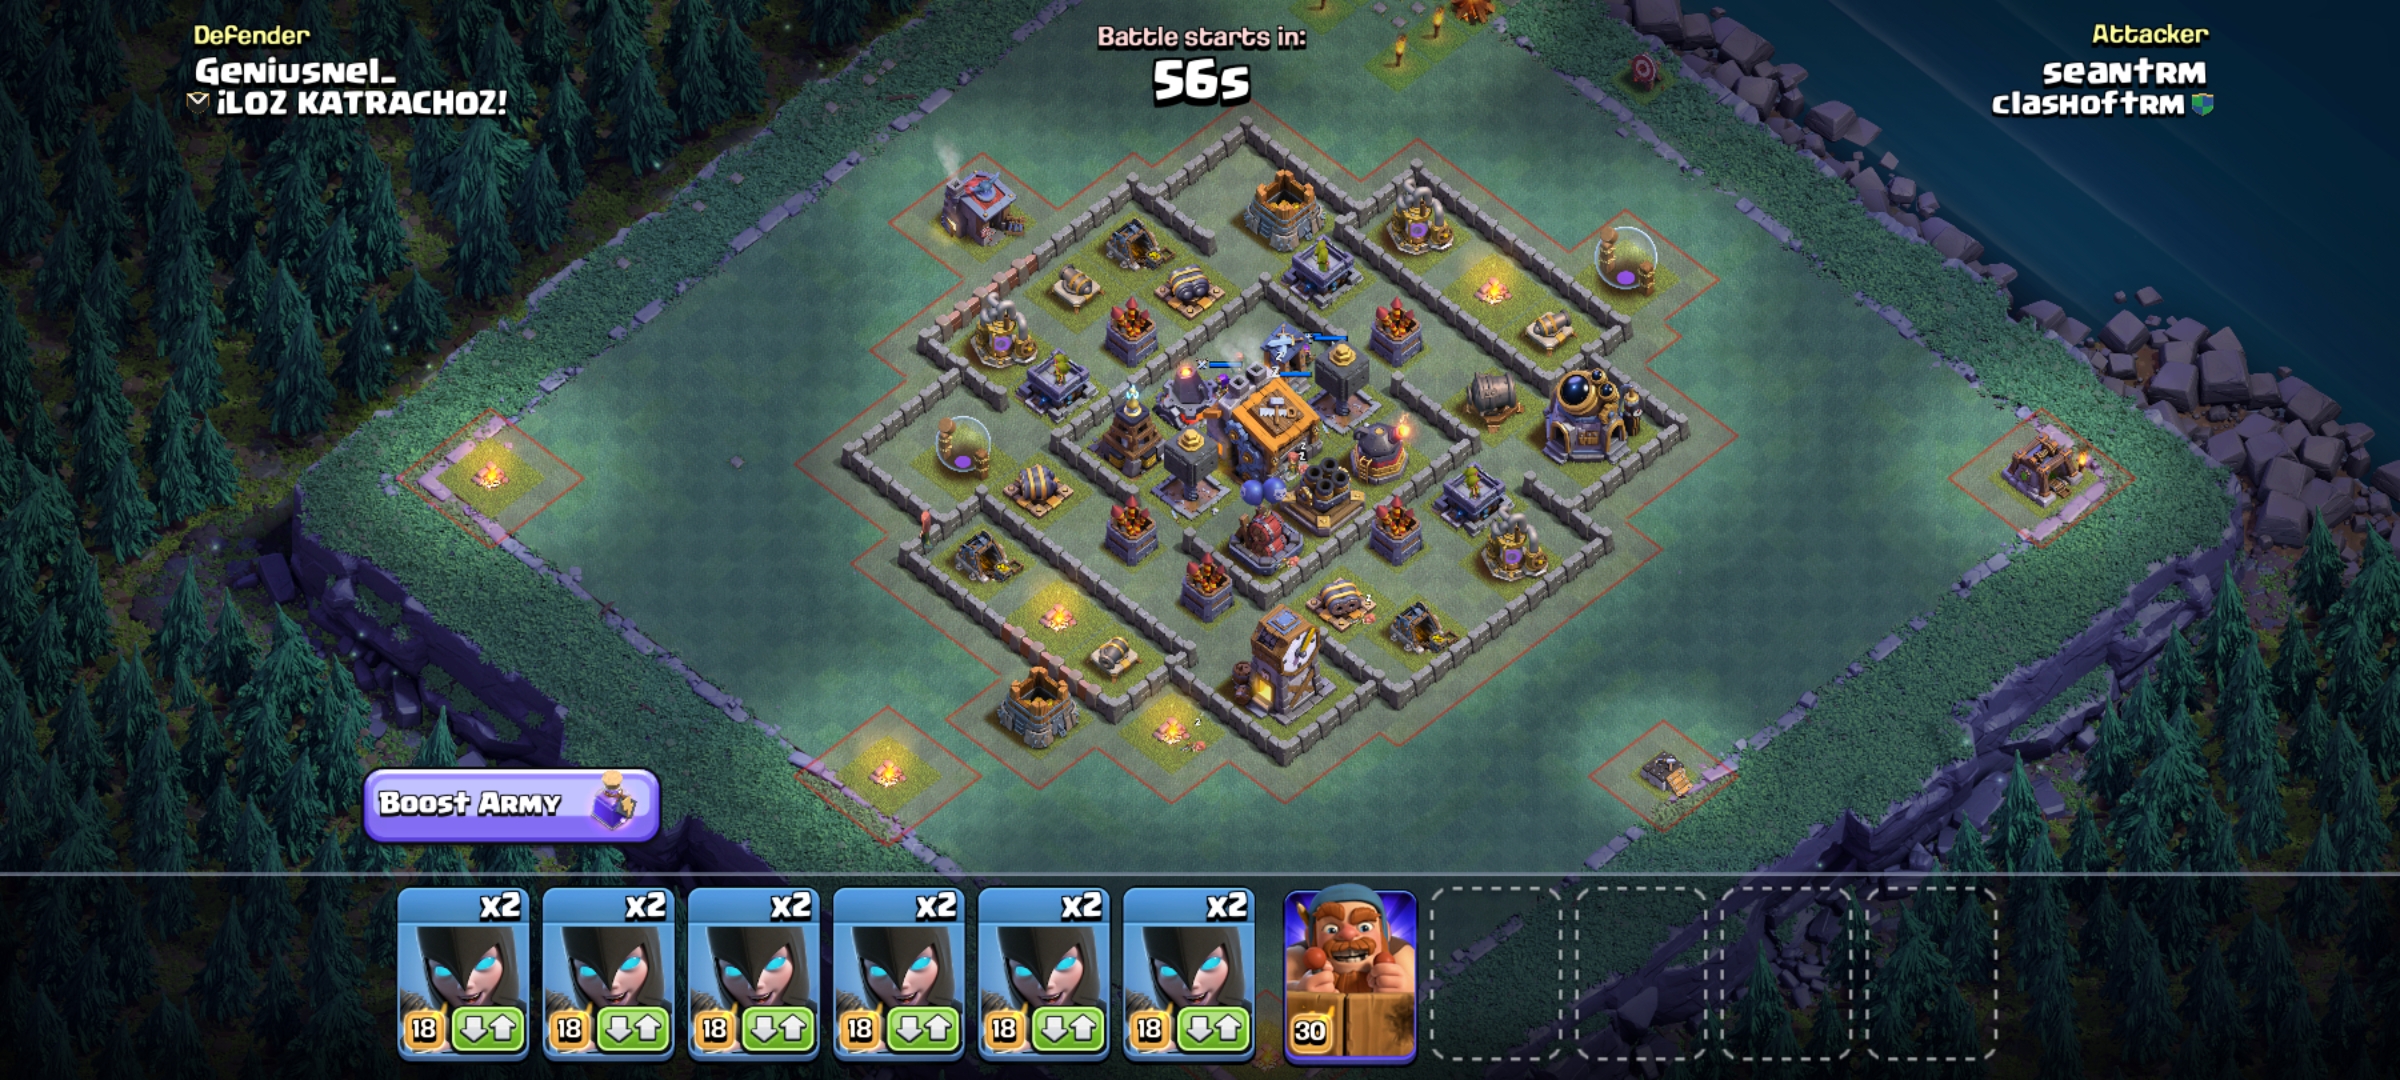 Defender
GeNiusNel_
¡LOZ KATRACHOZ!
Battle starts in:
56s
Attacker
seantRM
clashoftRM
Boost Army
x2
x2
x2
x2
x2
x2
18
18
18
18
18
18
30